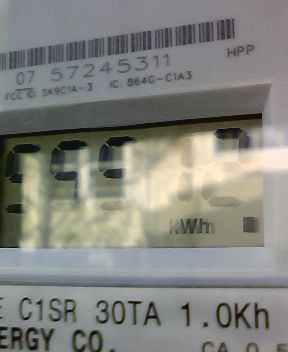 HPP
07 57245311
FCC ID: SK9C1A-3 IC: 864G-C1A3
kWh
E C1SR 30TA 1.0Kh
ERGY CO.